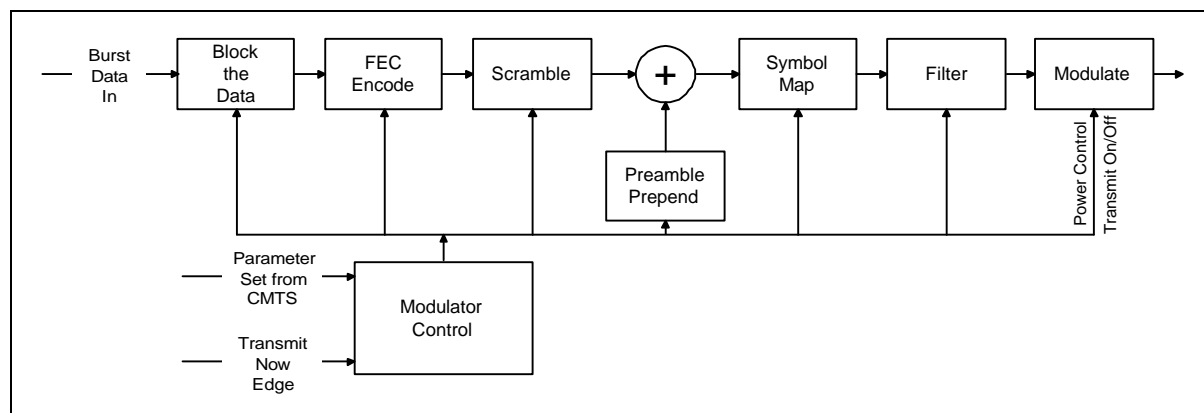 Burst
Data
In
Block
the
Data
FEC
Encode
Scramble
+
Symbol
Map
Filter
Modulate
Preamble
Prepend
Power Control
Transmit On/Off
Parameter
Set from
CMTS
Modulator
Control
Transmit
Now
Edge